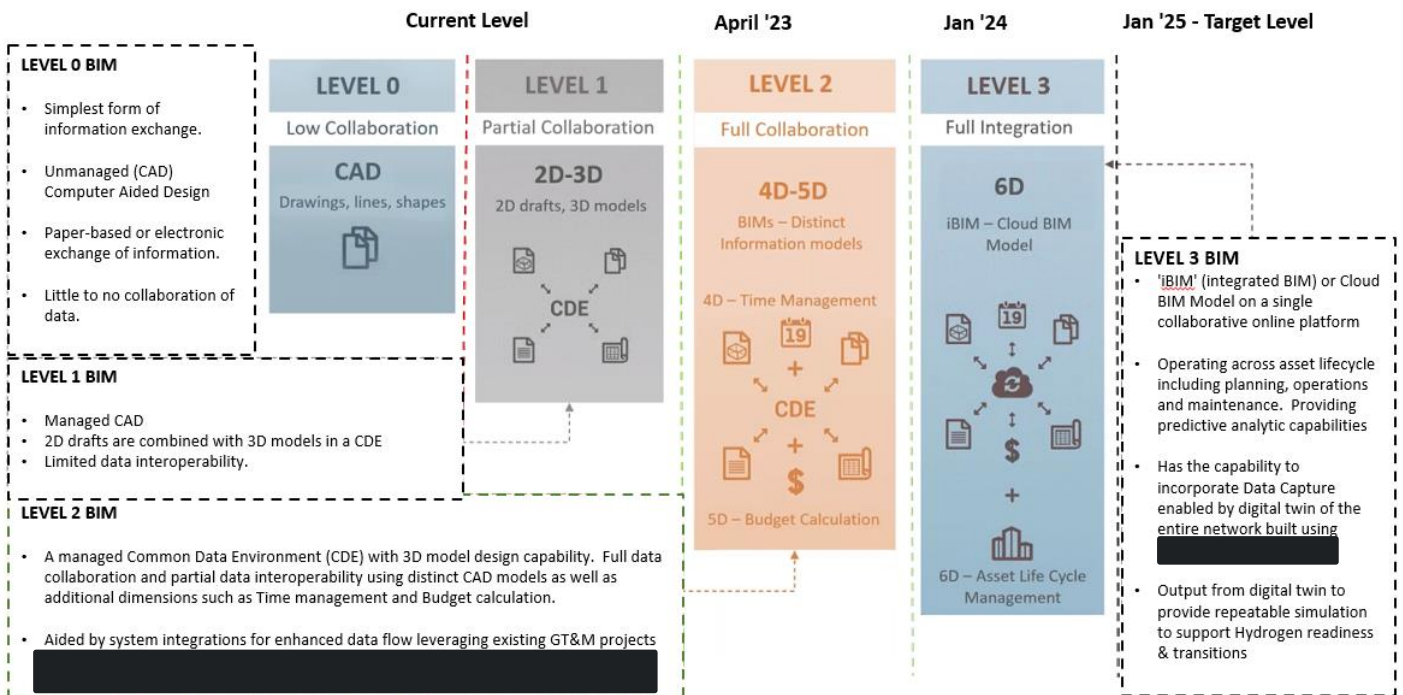 Current Level
April '23
Jan '24
Jan '25 - Target Level
LEVEL 0 BIM
• Simplest form of
information exchange.
• Unmanaged (CAD)
Computer Aided Design
• Paper-based or electronic
exchange of information.
• Little to no collaboration of
data.
LEVEL 1 BIM
• Managed CAD
• 2D drafts are combined with 3D models in a CDE
• Limited data interoperability.
LEVEL 2 BIM
• A managed Common Data Environment (CDE) with 3D model design capability. Full data
collaboration and partial data interoperability using distinct CAD models as well as
additional dimensions such as Time management and Budget calculation.
• Aided by system integrations for enhanced data flow leveraging existing GT&M projects
LEVEL 0
Low Collaboration
CAD
Drawings, lines, shapes
LEVEL 1
Partial Collaboration
2D-3D
2D drafts, 3D models
CDE
LEVEL 2
Full Collaboration
4D-5D
BIMs – Distinct
Information models
4D – Time Management
19
+
CDE
+
$
5D – Budget Calculation
LEVEL 3
Full Integration
6D
iBIM – Cloud BIM
Model
19
$
+
6D – Asset Life Cycle
Management
LEVEL 3 BIM
• 'iBIM' (integrated BIM) or Cloud
BIM Model on a single
collaborative online platform
• Operating across asset lifecycle
including planning, operations
and maintenance. Providing
predictive analytic capabilities
• Has the capability to
incorporate Data Capture
enabled by digital twin of the
entire network built using
• Output from digital twin to
provide repeatable simulation
to support Hydrogen readiness
& transitions